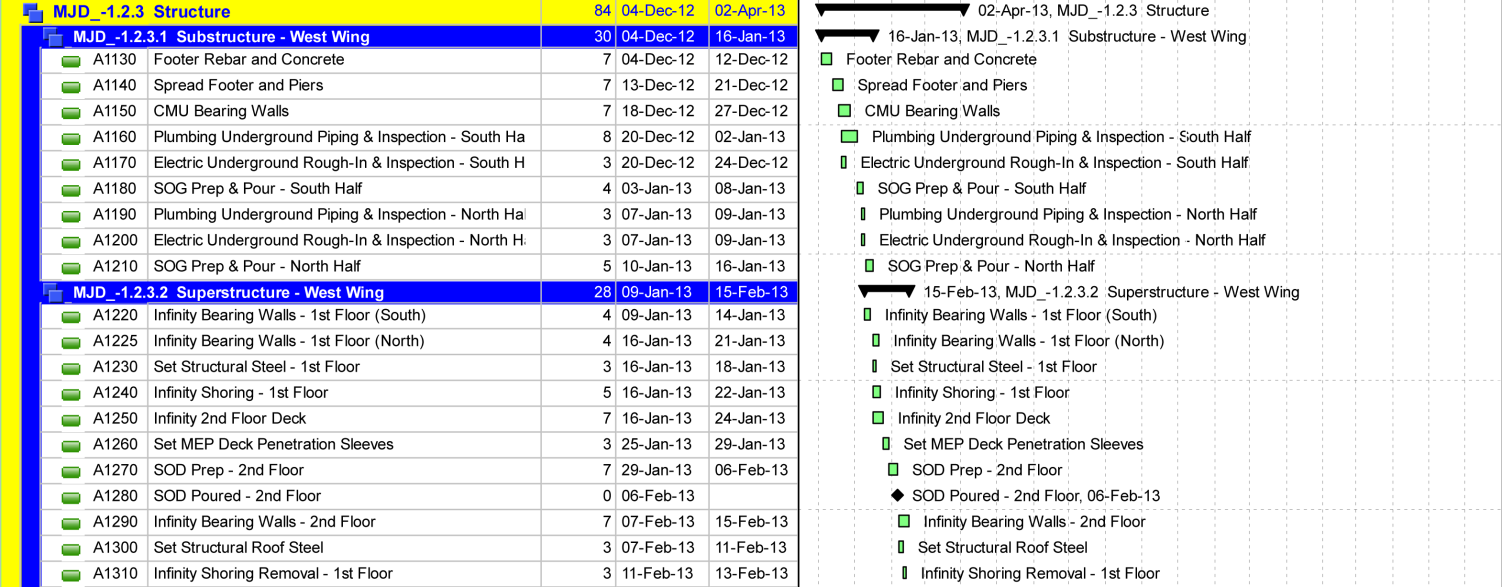 MJD_-1.2.3 Structure 84 04-Dec-12 02-Apr-13 02-Apr-13, MJD_-1.2.3 Structure
MJD_-1.2.3.1 Substructure - West Wing 30 04-Dec-12 16-Jan-13 16-Jan-13, MJD_-1.2.3.1 Substructure - West Wing
A1130 Footer Rebar and Concrete 7 04-Dec-12 12-Dec-12 Footer Rebar and Concrete
A1140 Spread Footer and Piers 7 13-Dec-12 21-Dec-12 Spread Footer and Piers
A1150 CMU Bearing Walls 7 18-Dec-12 27-Dec-12 CMU Bearing Walls
A1160 Plumbing Underground Piping & Inspection - South Ha 8 20-Dec-12 02-Jan-13 Plumbing Underground Piping & Inspection - South Half
A1170 Electric Underground Rough-In & Inspection - South H 3 20-Dec-12 24-Dec-12 Electric Underground Rough-In & Inspection - South Half
A1180 SOG Prep & Pour - South Half 4 03-Jan-13 08-Jan-13 SOG Prep & Pour - South Half
A1190 Plumbing Underground Piping & Inspection - North Hal 3 07-Jan-13 09-Jan-13 Plumbing Underground Piping & Inspection - North Half
A1200 Electric Underground Rough-In & Inspection - North Ha 3 07-Jan-13 09-Jan-13 Electric Underground Rough-In & Inspection - North Half
A1210 SOG Prep & Pour - North Half 5 10-Jan-13 16-Jan-13 SOG Prep & Pour - North Half
MJD_-1.2.3.2 Superstructure - West Wing 28 09-Jan-13 15-Feb-13 15-Feb-13, MJD_-1.2.3.2 Superstructure - West Wing
A1220 Infinity Bearing Walls - 1st Floor (South) 4 09-Jan-13 14-Jan-13 Infinity Bearing Walls - 1st Floor (South)
A1225 Infinity Bearing Walls - 1st Floor (North) 4 16-Jan-13 21-Jan-13 Infinity Bearing Walls - 1st Floor (North)
A1230 Set Structural Steel - 1st Floor 3 16-Jan-13 18-Jan-13 Set Structural Steel - 1st Floor
A1240 Infinity Shoring - 1st Floor 5 16-Jan-13 22-Jan-13 Infinity Shoring - 1st Floor
A1250 Infinity 2nd Floor Deck 7 16-Jan-13 24-Jan-13 Infinity 2nd Floor Deck
A1260 Set MEP Deck Penetration Sleeves 3 25-Jan-13 29-Jan-13 Set MEP Deck Penetration Sleeves
A1270 SOD Prep - 2nd Floor 7 29-Jan-13 06-Feb-13 SOD Prep - 2nd Floor
A1280 SOD Poured - 2nd Floor 0 06-Feb-13 SOD Poured - 2nd Floor, 06-Feb-13
A1290 Infinity Bearing Walls - 2nd Floor 7 07-Feb-13 15-Feb-13 Infinity Bearing Walls - 2nd Floor
A1300 Set Structural Roof Steel 3 07-Feb-13 11-Feb-13 Set Structural Roof Steel
A1310 Infinity Shoring Removal - 1st Floor 3 11-Feb-13 13-Feb-13 Infinity Shoring Removal - 1st Floor